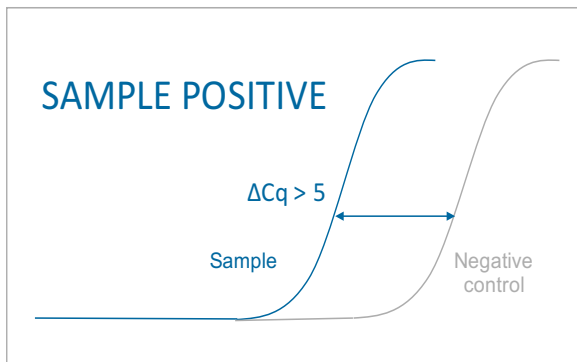 SAMPLE POSITIVE
ΔCq > 5
Sample
Negative
control